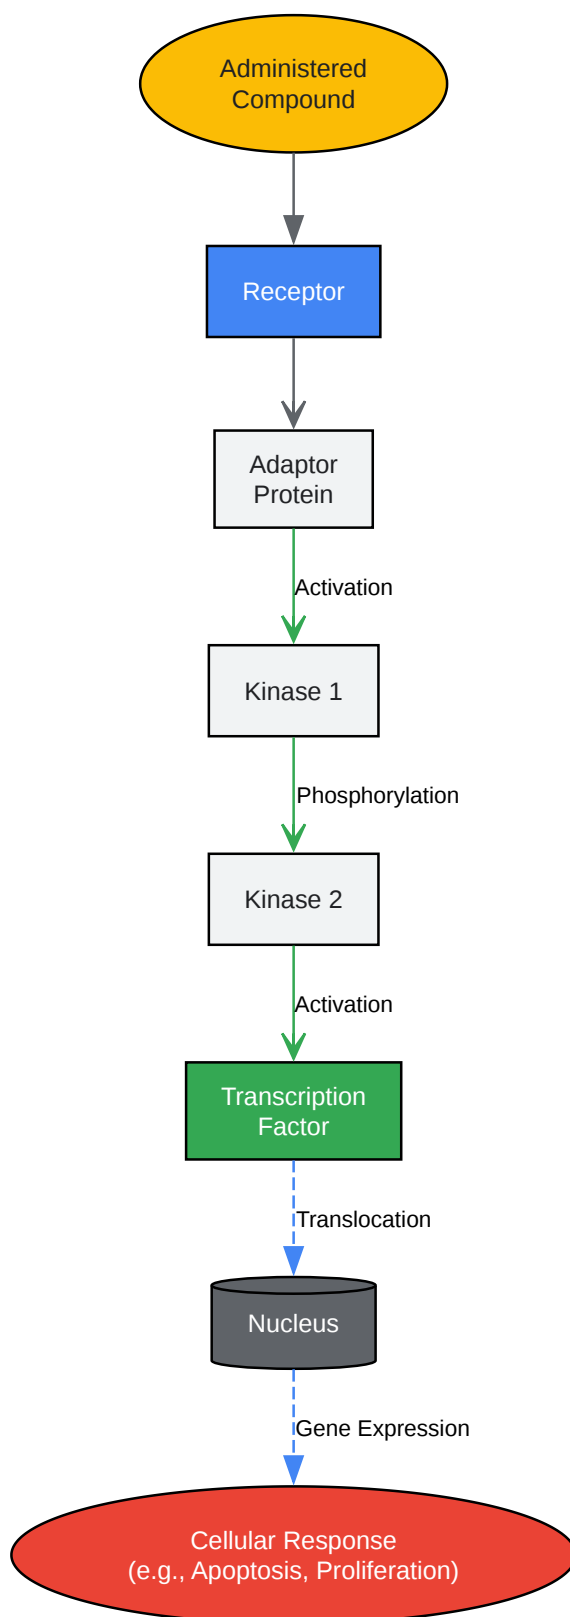 Administered
Compound
Receptor
Adaptor
Protein
Activation
Kinase 1
Phosphorylation
Kinase 2
Activation
Transcription
Factor
Translocation
Nucleus
Gene Expression
Cellular Response
(e.g., Apoptosis, Proliferation)